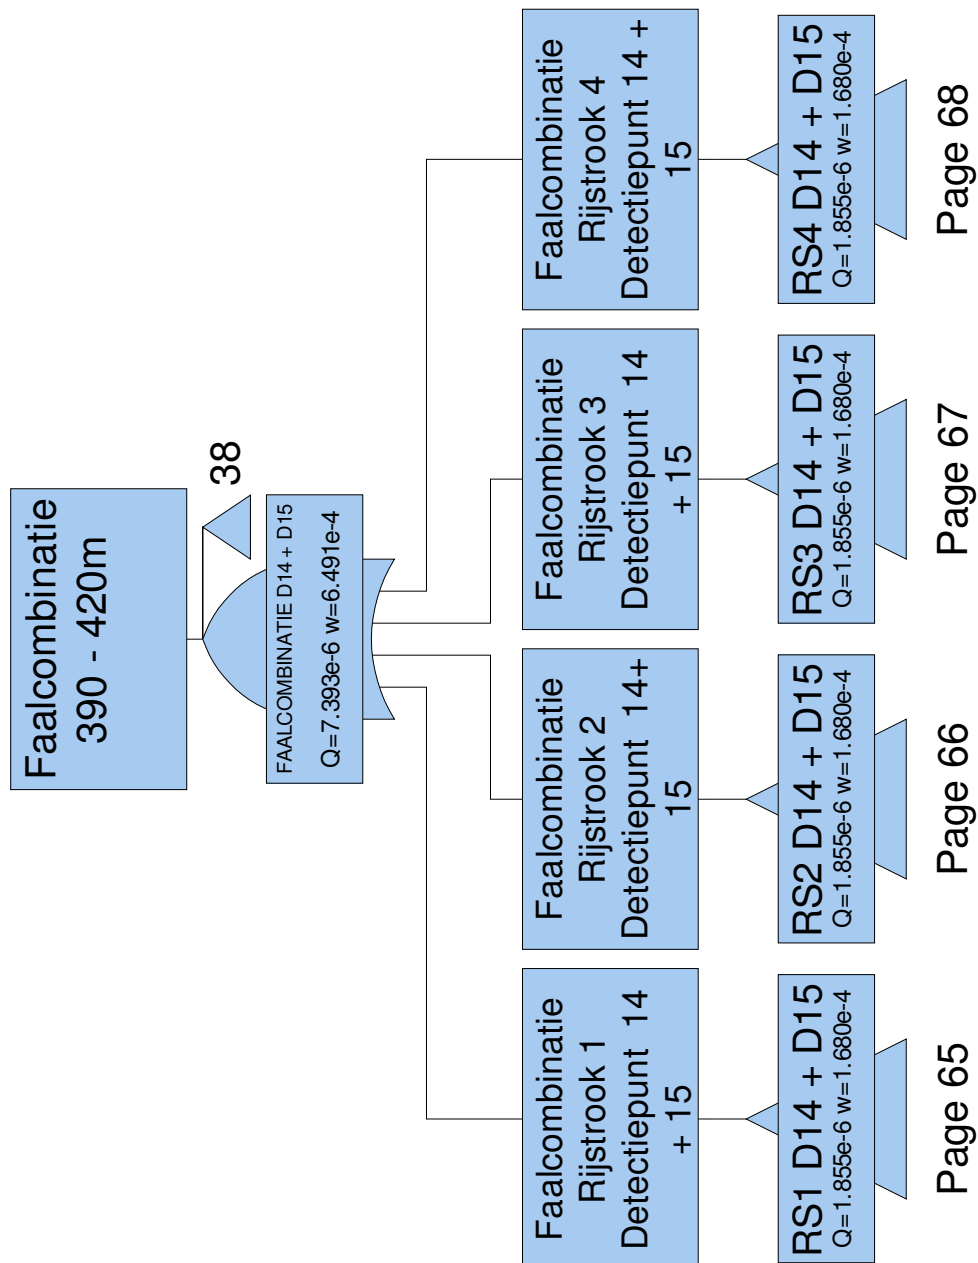 Faalcombinatie
390 - 420m
38
FAALCOMBINATIE D14 + D15
Q=7.393e-6 w=6.491e-4
Faalcombinatie
Rijstrook 1
Detectiepunt 14
+ 15
RS1 D14 + D15
Q=1.855e-6 w=1.680e-4
Page 65
Faalcombinatie
Rijstrook 2
Detectiepunt 14+
15
RS2 D14 + D15
Q=1.855e-6 w=1.680e-4
Page 66
Faalcombinatie
Rijstrook 3
Detectiepunt 14
+ 15
RS3 D14 + D15
Q=1.855e-6 w=1.680e-4
Page 67
Faalcombinatie
Rijstrook 4
Detectiepunt 14 +
15
RS4 D14 + D15
Q=1.855e-6 w=1.680e-4
Page 68